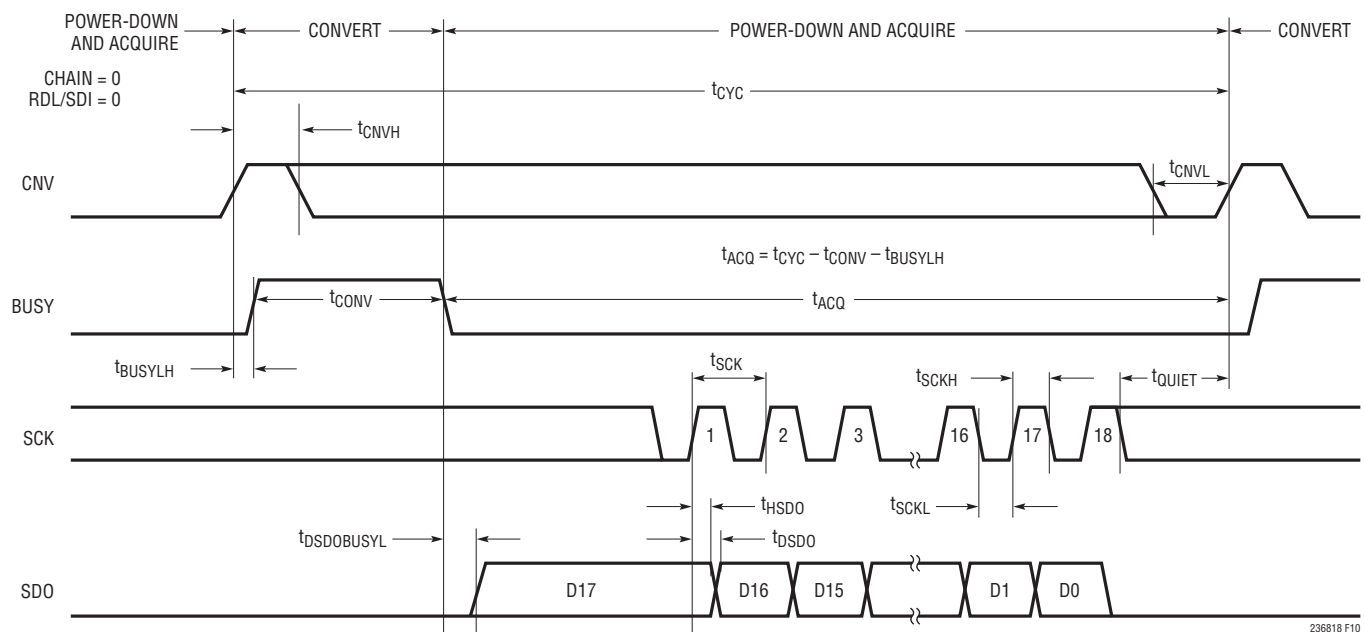 POWER-DOWN
AND ACQUIRE
CONVERT
POWER-DOWN AND ACQUIRE
CONVERT
CHAIN = 0
RDL/SDI = 0
tCYC
tCNVH
CNV
tCNVL
tACQ = tCYC – tCONV – tBUSYLH
BUSY
tCONV
tACQ
tBUSYLH
tSCK
tSCKH
tQUIET
SCK
1
2
3
16
17
18
tHSDO
tSCKL
tDSDOBUSYL
tDSDO
SDO
D17
D16
D15
D1
D0
236818 F10